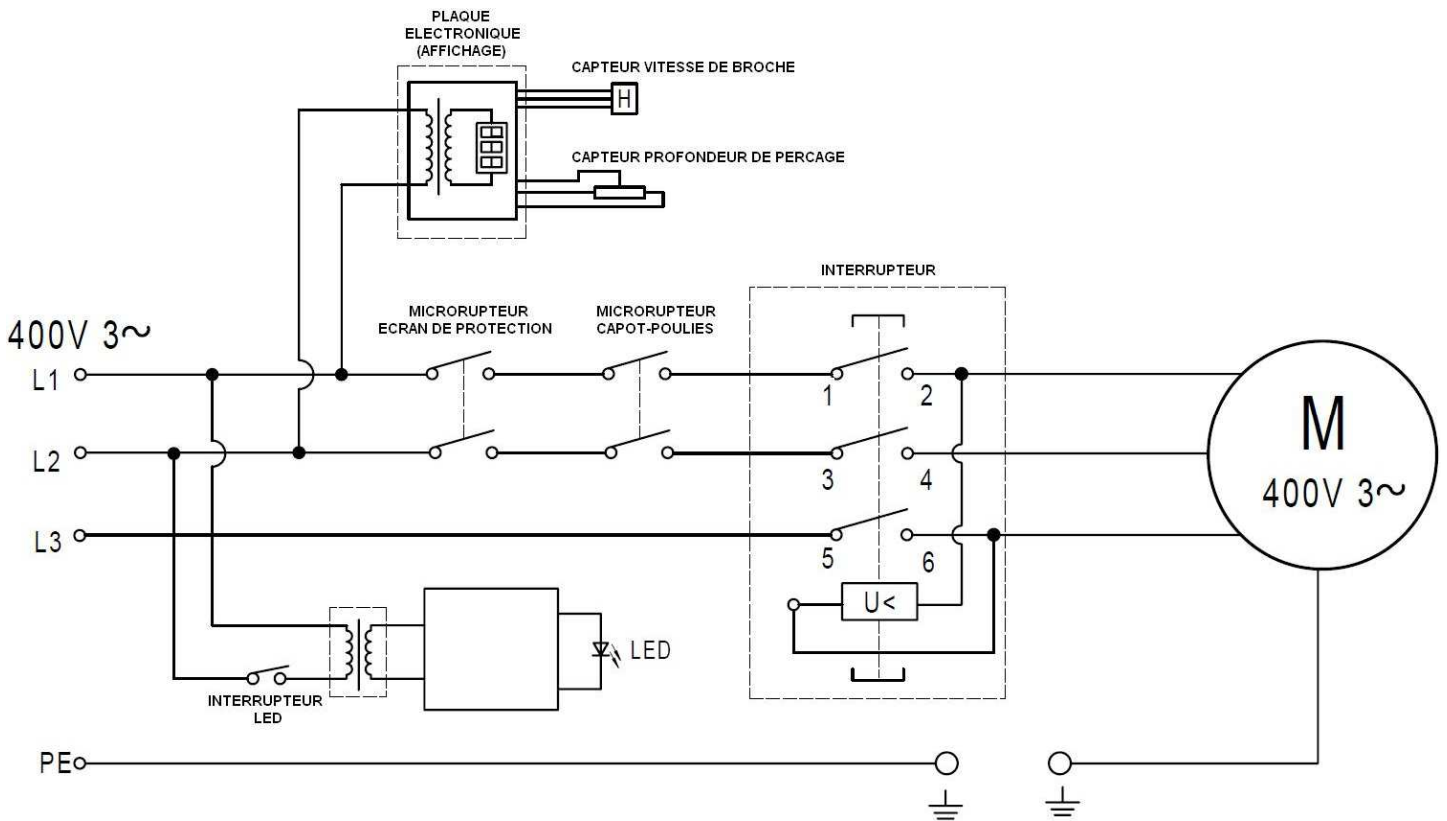 PLAQUE
ELECTRONIQUE
(AFFICHAGE)
CAPTEUR VITESSE DE BROCHE
H
CAPTEUR PROFONDEUR DE PERCAGE
INTERRUPTEUR
MICRORUPTEUR
ECRAN DE PROTECTION
MICRORUPTEUR
CAPOT-POULIES
400V 3~
L1
1
2
L2
3
4
L3
5
6
M
400V 3~
U<
LED
INTERRUPTEUR
LED
PE